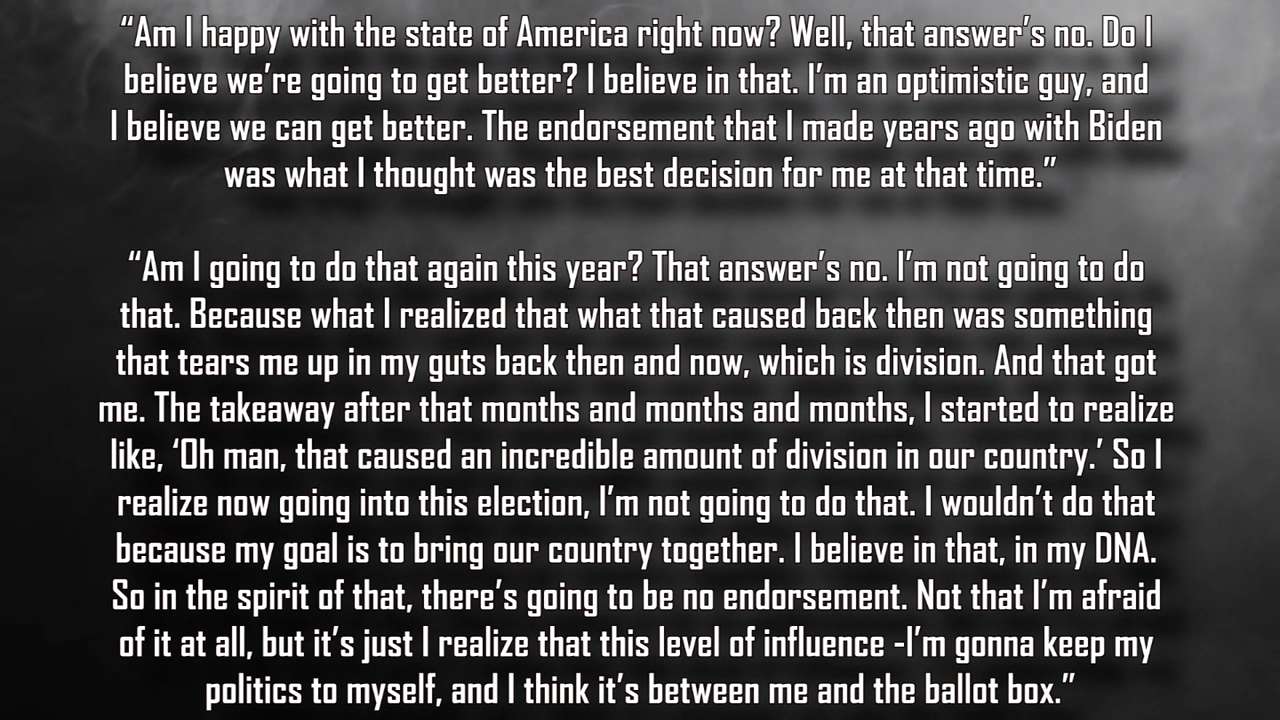 “Am I happy with the state of America right now? Well, that answer’s no. Do I
believe we’re going to get better? I believe in that. I’m an optimistic guy, and
I believe we can get better. The endorsement that I made years ago with Biden
was what I thought was the best decision for me at that time.”
“Am I going to do that again this year? That answer’s no. I’m not going to do
that. Because what I realized that what that caused back then was something
that tears me up in my guts back then and now, which is division. And that got
me. The takeaway after that months and months and months, I started to realize
like, ‘Oh man, that caused an incredible amount of division in our country.’ So I
realize now going into this election, I’m not going to do that. I wouldn’t do that
because my goal is to bring our country together. I believe in that, in my DNA.
So in the spirit of that, there’s going to be no endorsement. Not that I’m afraid
of it at all, but it’s just I realize that this level of influence -I’m gonna keep my
politics to myself, and I think it’s between me and the ballot box.”